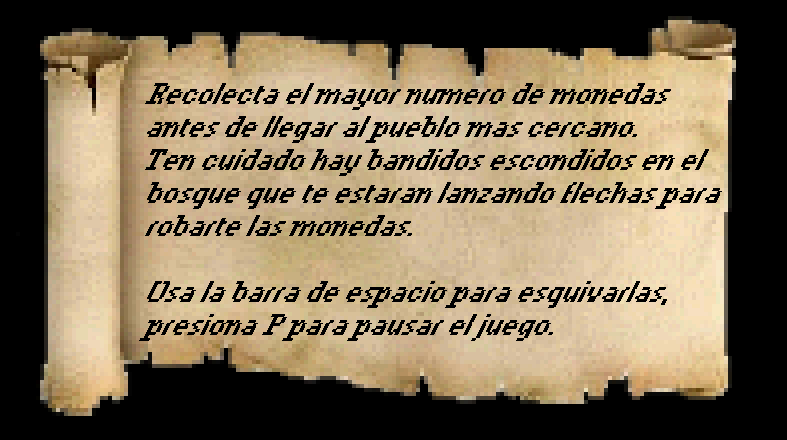 Recolecta el mayor numero de monedas
antes de llegar al pueblo mas cercano.
Ten cuidado hay bandidos escondidos en el
bosque que te estaran lanzando flechas para
robarte las monedas.
Usa la barra de espacio para esquivarlas,
presiona P para pausar el juego.